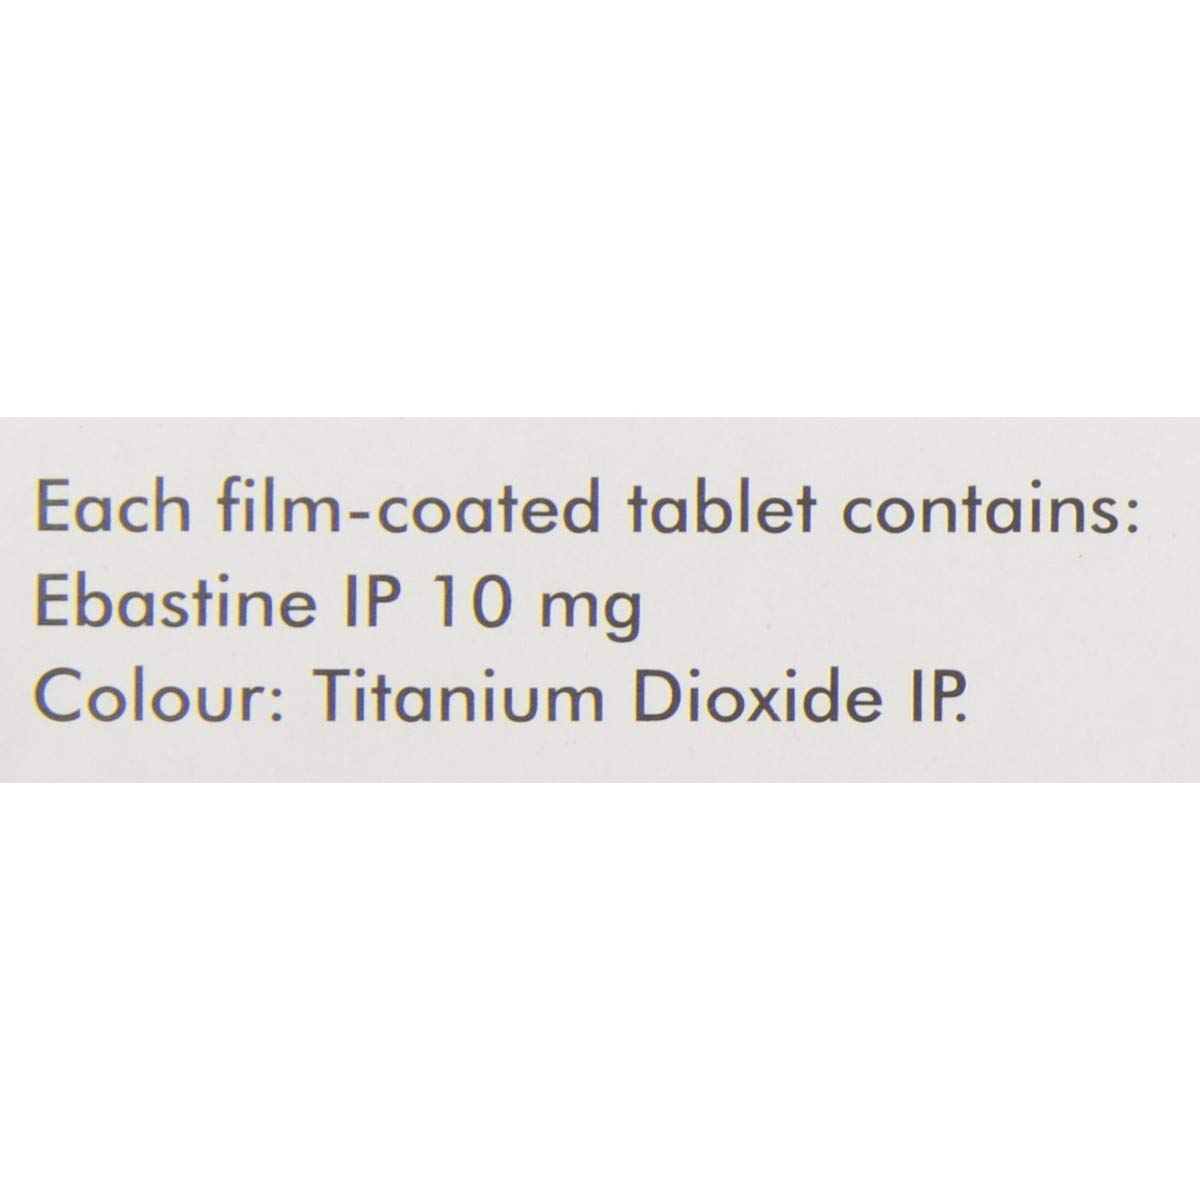 Each film-coated tablet contains:
Ebastine IP 10 mg
Colour: Titanium Dioxide IP.